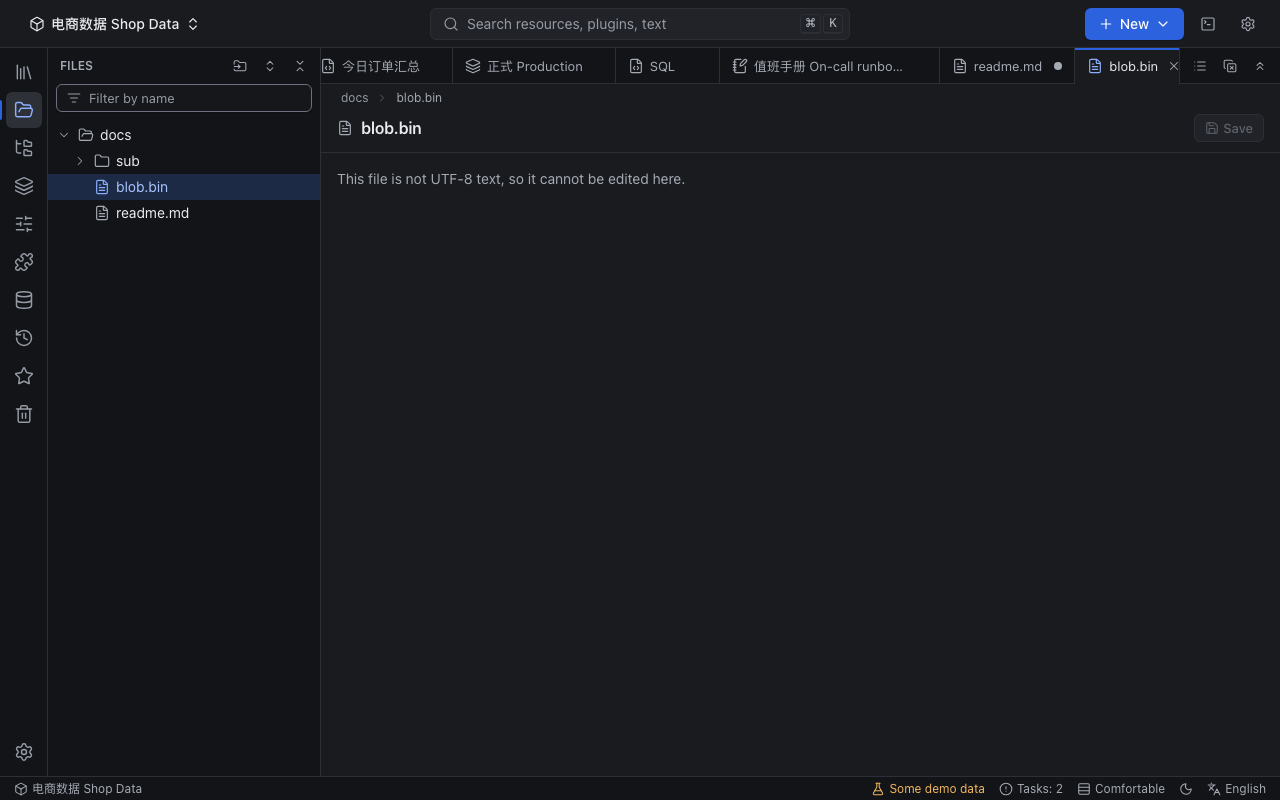 电商数据 Shop Data
Search resources, plugins, text
⌘ K
New
FILES
Filter by name
docs
sub
blob.bin
readme.md
今日订单汇总
正式 Production
SQL
值班手册 On-call runbo...
readme.md
blob.bin
docs > blob.bin
blob.bin
Save
This file is not UTF-8 text, so it cannot be edited here.
电商数据 Shop Data
Some demo data
Tasks: 2
Comfortable
English